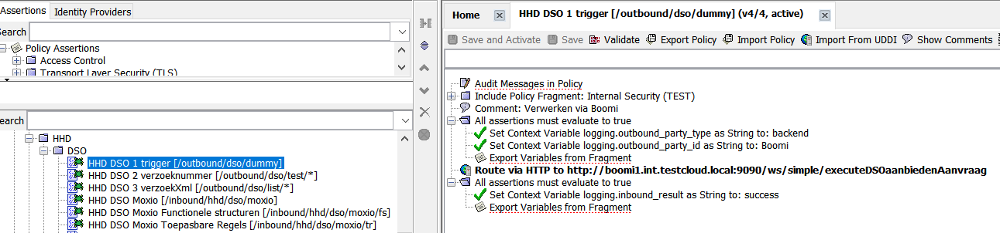 Assertions Identity Providers
Search
Policy Assertions
Access Control
Transport Layer Security (TLS)
earch
HHD
DSO
HHD DSO 1 trigger [/outbound/dso/dummy]
HHD DSO 2 verzoeknummer [/outbound/dso/test/*]
HHD DSO 3 verzoekXml [/outbound/dso/list/*]
HHD DSO Moxio [/inbound/hhd/dso/moxio]
HHD DSO Moxio Functionele structuren [/inbound/hhd/dso/moxio/fs]
HHD DSO Moxio Toepasbare Regels [/inbound/hhd/dso/moxio/tr]
Home HHD DSO 1 trigger [/outbound/dso/dummy] (v4/4, active)
Save and Activate Save Validate Export Policy Import Policy Import From UDDI Show Comments
Audit Messages in Policy
Include Policy Fragment: Internal Security (TEST)
Comment: Verwerken via Boomi
All assertions must evaluate to true
Set Context Variable logging.outbound_party_type as String to: backend
Set Context Variable logging.outbound_party_id as String to: Boomi
Export Variables from Fragment
Route via HTTP to http://boomi1.int.testcloud.local:9090/ws/simple/executeDSOaanbiedenAanvraag
All assertions must evaluate to true
Set Context Variable logging.inbound_result as String to: success
Export Variables from Fragment